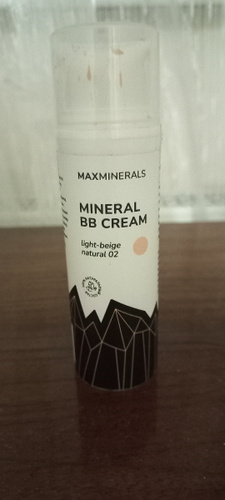 MAXMINERALS
MINERAL
BB CREAM
light-beige
natural 02